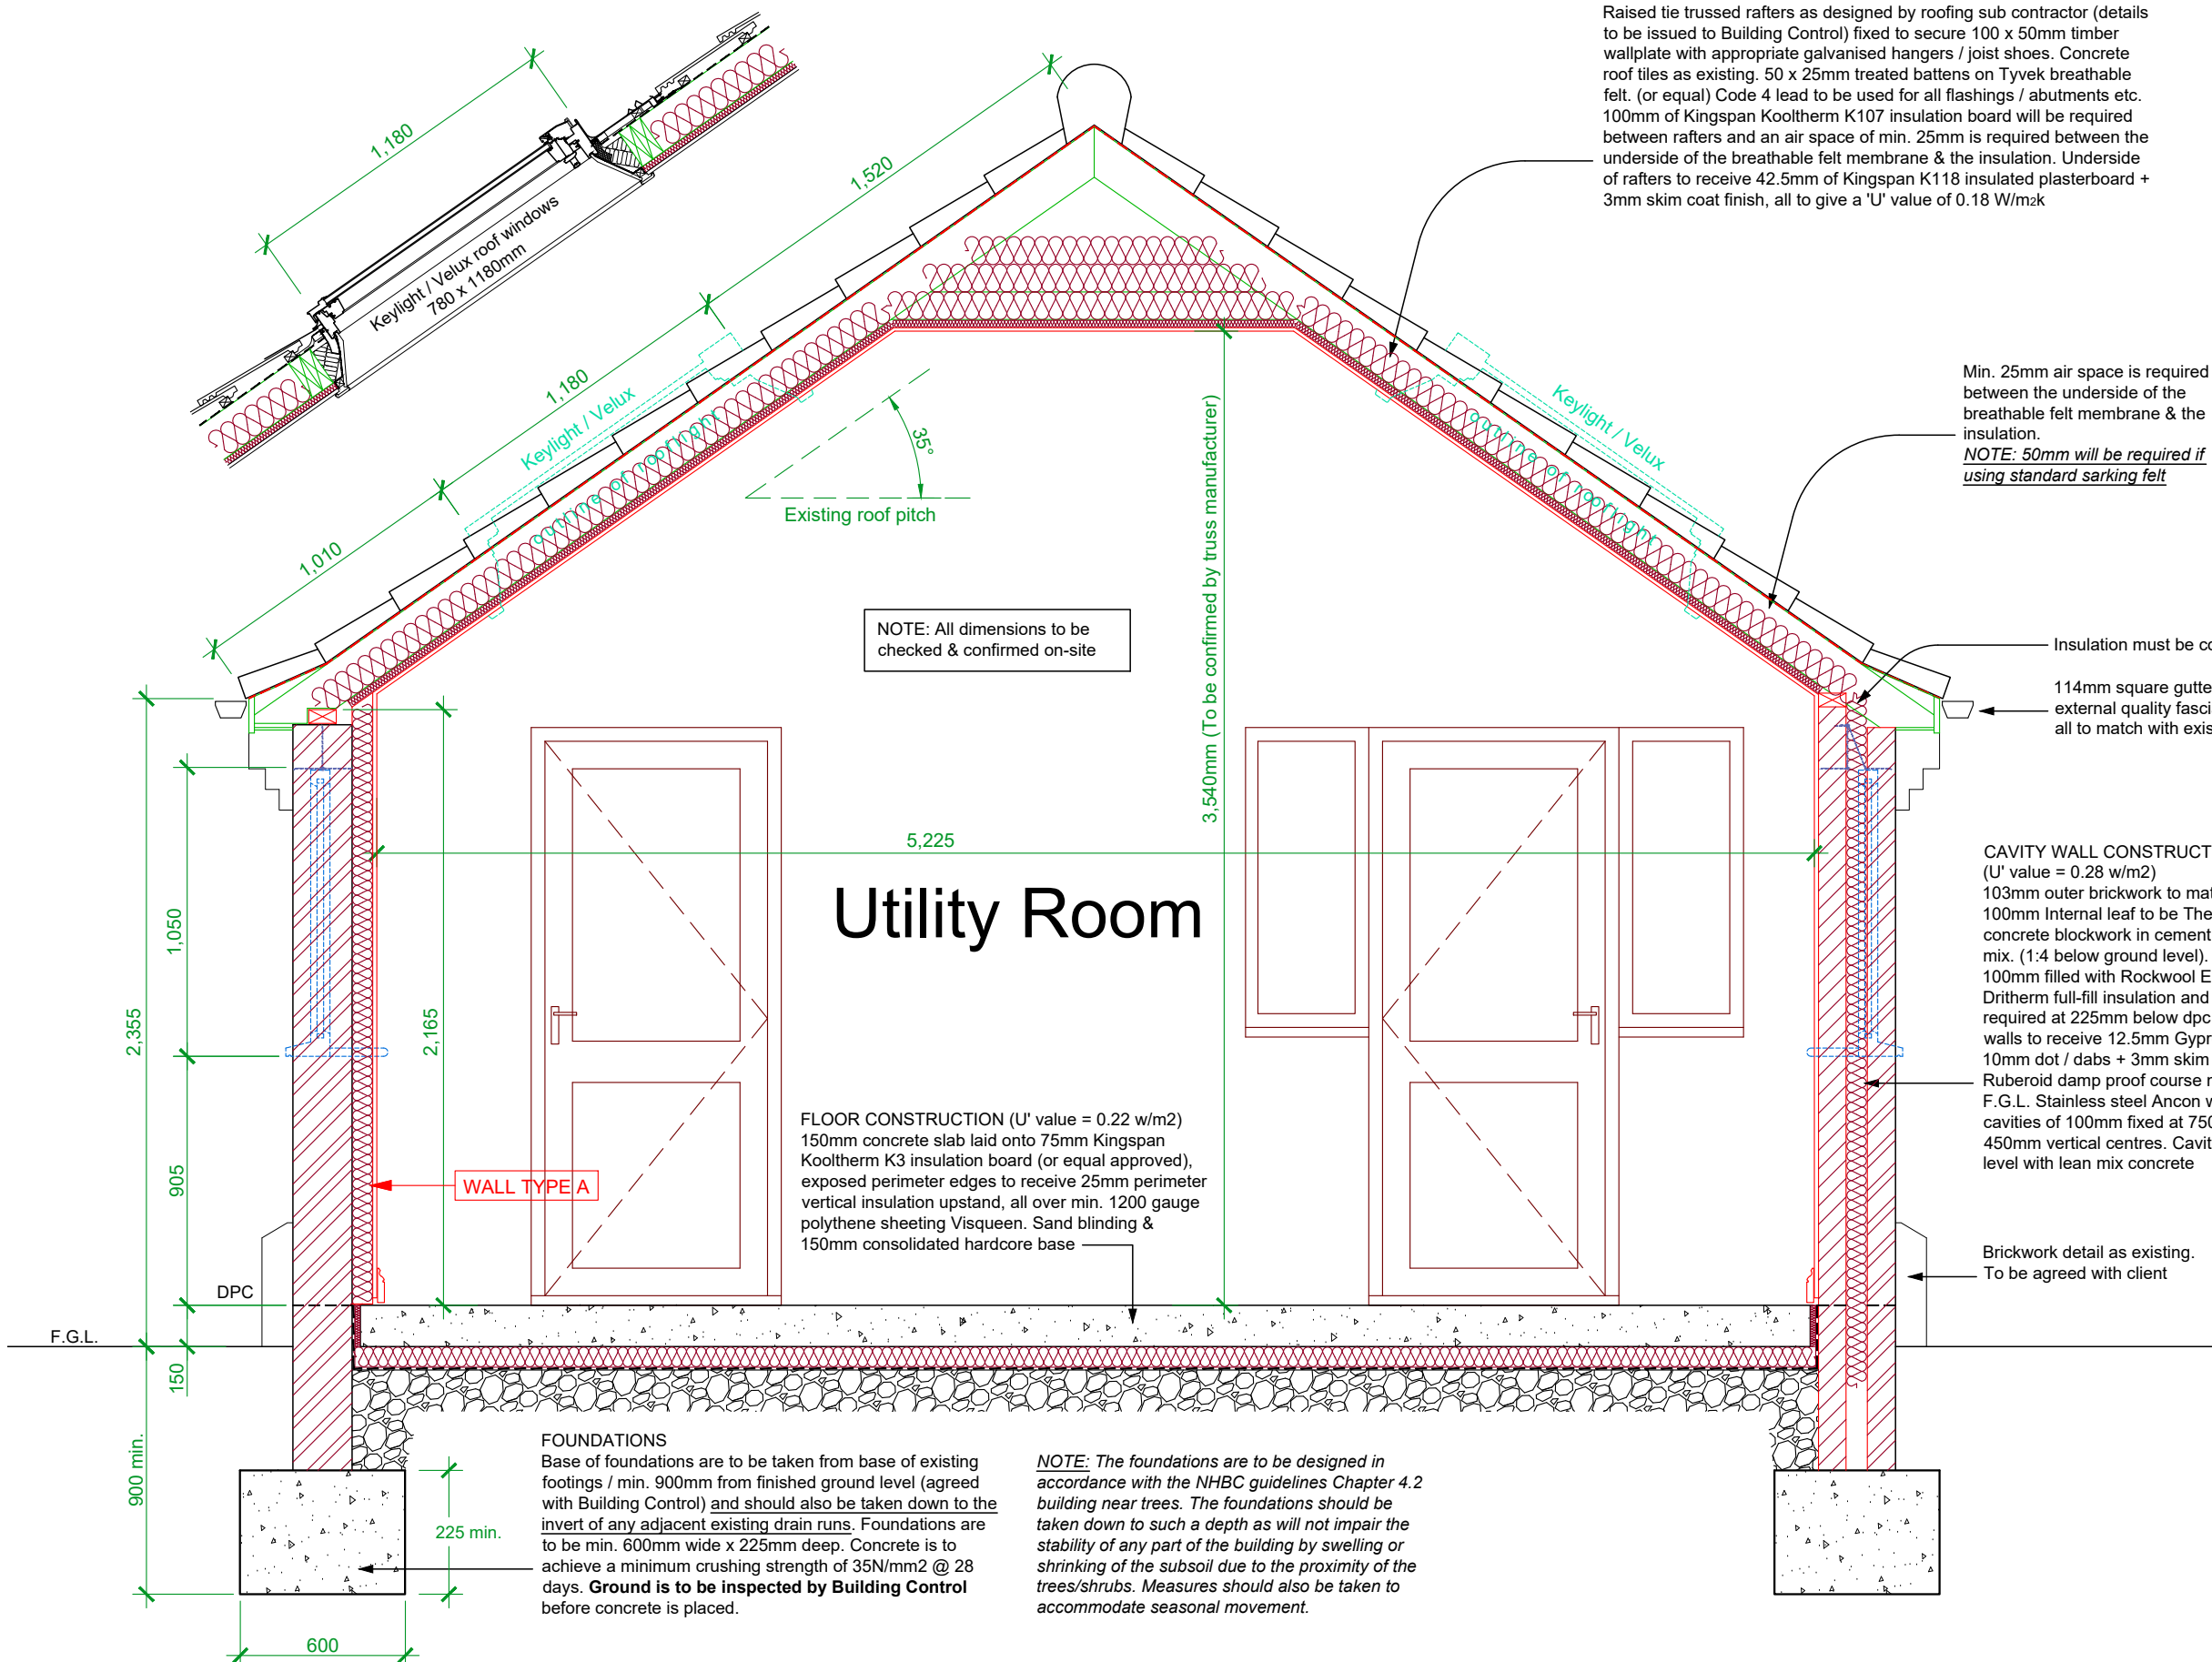 Raised tie trussed rafters as designed by roofing sub contractor (details
to be issued to Building Control) fixed to secure 100 x 50mm timber
wallplate with appropriate galvanised hangers / joist shoes. Concrete
roof tiles as existing. 50 x 25mm treated battens on Tyvek breathable
felt. (or equal) Code 4 lead to be used for all flashings / abutments etc.
100mm of Kingspan Kooltherm K107 insulation board will be required
between rafters and an air space of min. 25mm is required between the
underside of the breathable felt membrane & the insulation. Underside
of rafters to receive 42.5mm of Kingspan K118 insulated plasterboard +
3mm skim coat finish, all to give a 'U' value of 0.18 W/m2k
1,180
Keylight / Velux roof windows
780 x 1180mm
1,520
1,180
1,010
Keylight / Velux
outline of rooflight
35°
Existing roof pitch
3,540mm (To be confirmed by truss manufacturer)
Keylight / Velux
outline of rooflight
Min. 25mm air space is required
between the underside of the
breathable felt membrane & the
insulation.
NOTE: 50mm will be required if
using standard sarking felt
NOTE: All dimensions to be
checked & confirmed on-site
Insulation must be
114mm square
external quality
all to match with
5,225
Utility Room
2,355
1,050
905
150
900 min.
2,165
WALL TYPE A
DPC
F.G.L.
CAVITY WALL
(U' value = 0.28 w/m2)
103mm outer brickwork to
100mm Internal leaf to be
concrete blockwork in cement
mix. (1:4 below ground level).
100mm filled with Rockwool
Dritherm full-fill insulation and
required at 225mm below dpc
walls to receive 12.5mm
10mm dot / dabs + 3mm skim
Ruberoid damp proof course
F.G.L. Stainless steel Ancon
cavities of 100mm fixed at
450mm vertical centres.
level with lean mix concrete
FLOOR CONSTRUCTION (U' value = 0.22 w/m2)
150mm concrete slab laid onto 75mm Kingspan
Kooltherm K3 insulation board (or equal approved),
exposed perimeter edges to receive 25mm perimeter
vertical insulation upstand, all over min. 1200 gauge
polythene sheeting Visqueen. Sand blinding &
150mm consolidated hardcore base
Brickwork detail as existing.
To be agreed with client
FOUNDATIONS
Base of foundations are to be taken from base of existing
footings / min. 900mm from finished ground level (agreed
with Building Control) and should also be taken down to the
invert of any adjacent existing drain runs. Foundations are
to be min. 600mm wide x 225mm deep. Concrete is to
achieve a minimum crushing strength of 35N/mm2 @ 28
days. Ground is to be inspected by Building Control
before concrete is placed.
225 min.
600
NOTE: The foundations are to be designed in
accordance with the NHBC guidelines Chapter 4.2
building near trees. The foundations should be
taken down to such a depth as will not impair the
stability of any part of the building by swelling or
shrinking of the subsoil due to the proximity of the
trees/shrubs. Measures should also be taken to
accommodate seasonal movement.